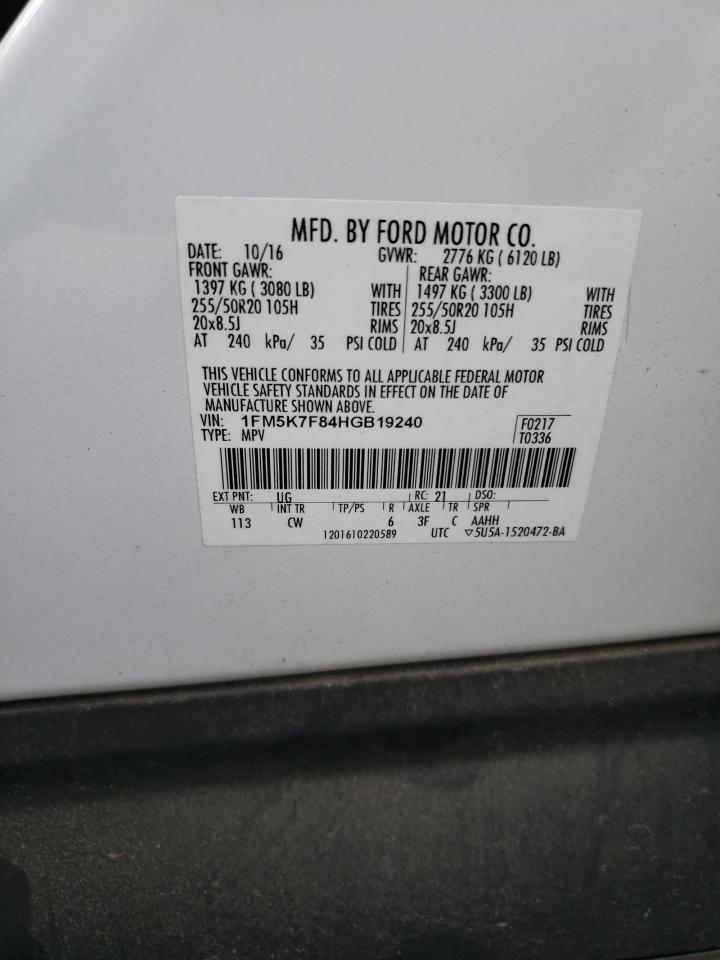 MFD. BY FORD MOTOR CO.
DATE: 10/16 GVWR: 2776 KG ( 6120 LB)
FRONT GAWR: REAR GAWR:
1397 KG ( 3080 LB) WITH 1497 KG ( 3300 LB) WITH
255/50R20 105H TIRES 255/50R20 105H TIRES
20x8.5J RIMS 20x8.5J RIMS
AT 240 kPa/ 35 PSI COLD AT 240 kPa/ 35 PSI COLD
THIS VEHICLE CONFORMS TO ALL APPLICABLE FEDERAL MOTOR
VEHICLE SAFETY STANDARDS IN EFFECT ON THE DATE OF
MANUFACTURE SHOWN ABOVE.
VIN: 1FM5K7F84HGB19240 F0217
TYPE: MPV T0336
EXT PNT: UG RC: 21 DSO:
WB INT TR TP/PS R AXLE TR SPR
113 CW 6 3F C AAHH
1201610220589 UTC ▽5U5A-1520472-BA